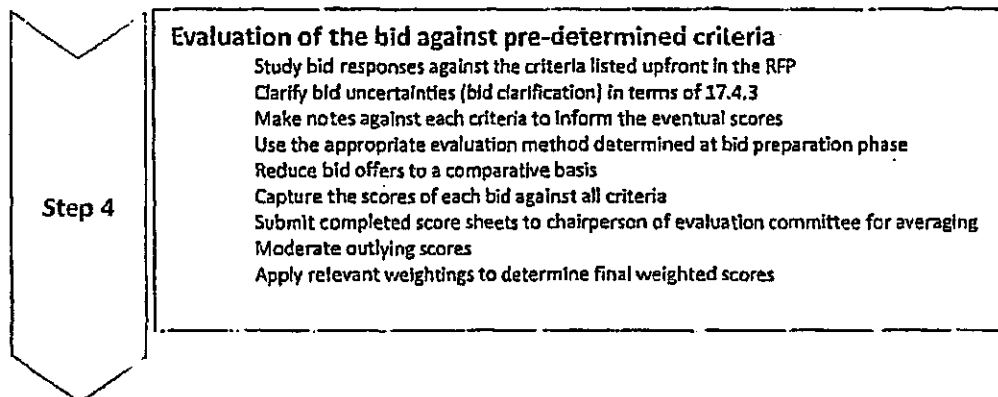 Step 4
Evaluation of the bid against pre-determined criteria
Study bid responses against the criteria listed upfront in the RFP
Clarify bid uncertainties (bid clarification) in terms of 17.4.3
Make notes against each criteria to inform the eventual scores
Use the appropriate evaluation method determined at bid preparation phase
Reduce bid offers to a comparative basis
Capture the scores of each bid against all criteria
Submit completed score sheets to chairperson of evaluation committee for averaging
Moderate outlying scores
Apply relevant weightings to determine final weighted scores